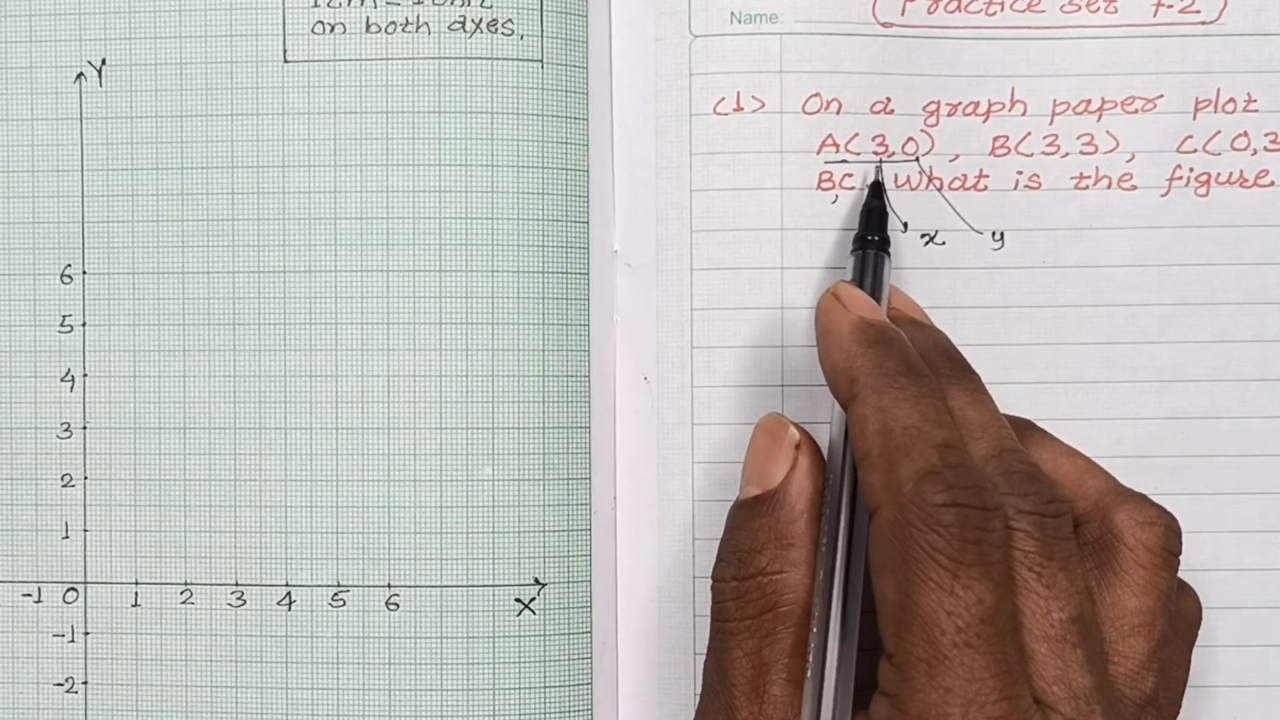 on both axes.
Y
6
5
4
3
2
1
-1 0 1 2 3 4 5 6 X
-1
-2
Name:
Practice Set 7.2
(1) On a graph paper plot
A(3,0), B(3,3), C(0,3
BC. What is the figure
x y